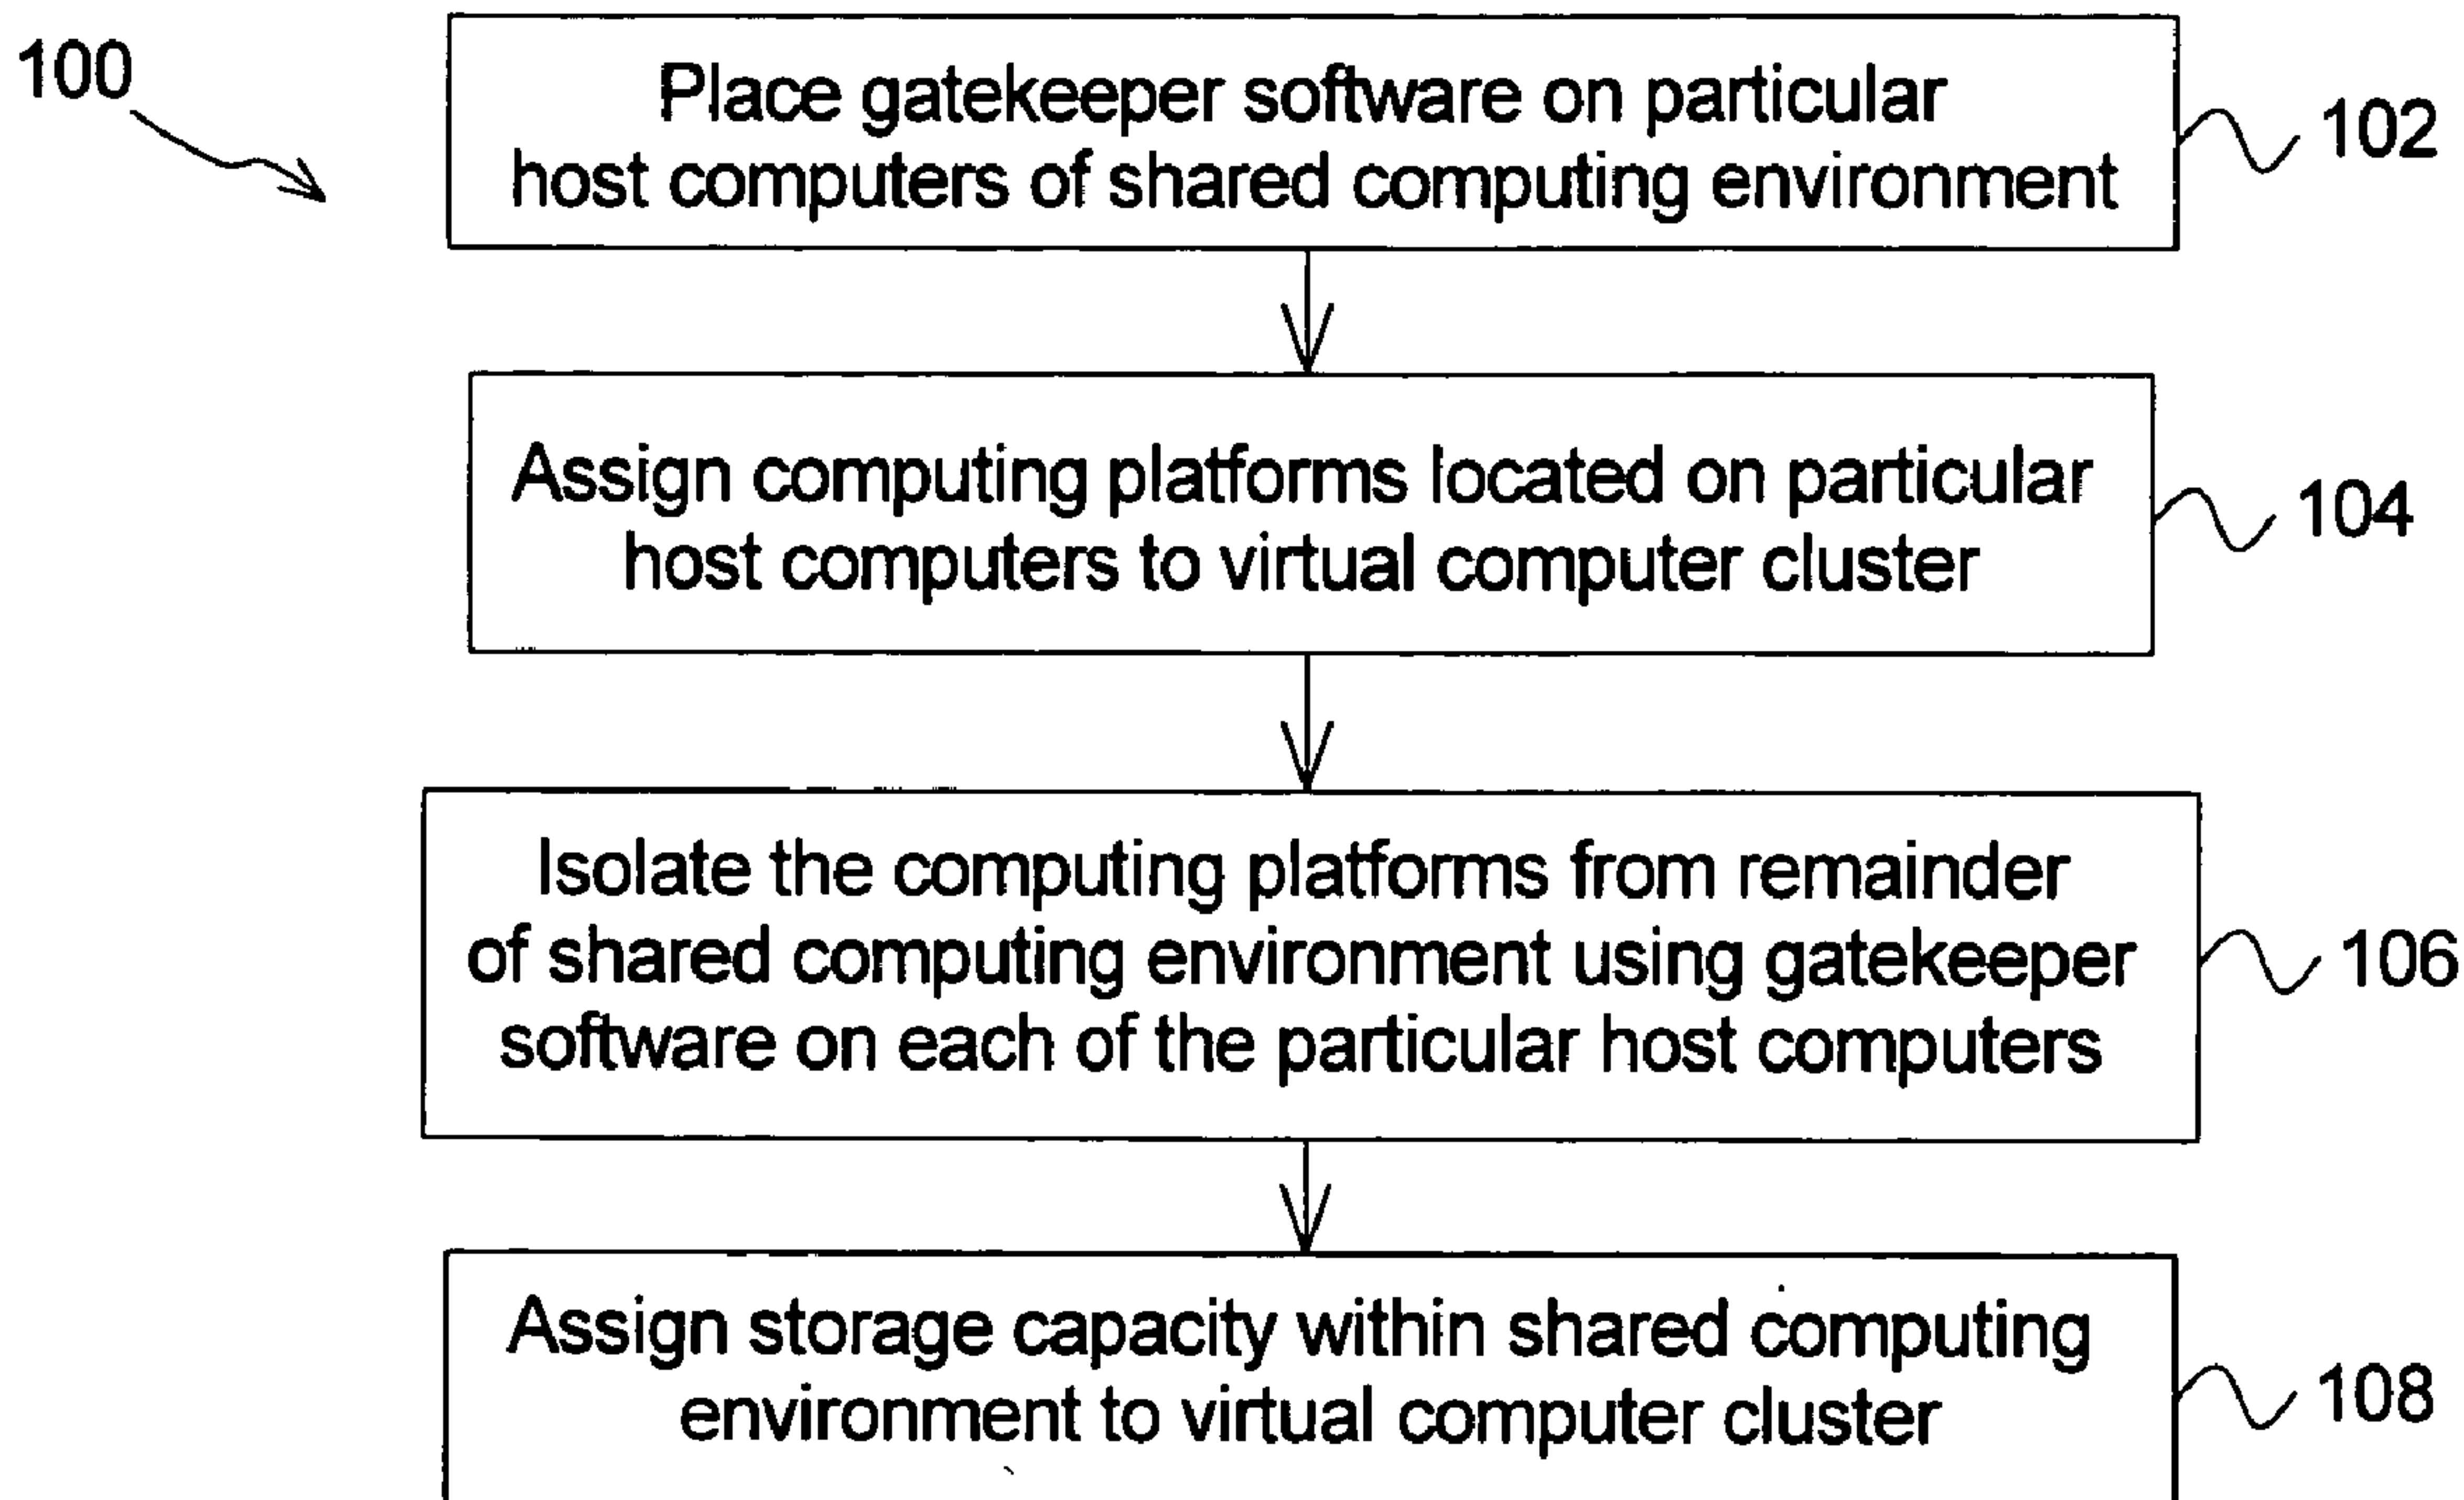 100
Place gatekeeper software on particular
host computers of shared computing environment
102
Assign computing platforms located on particular
host computers to virtual computer cluster
104
Isolate the computing platforms from remainder
of shared computing environment using gatekeeper
software on each of the particular host computers
106
Assign storage capacity within shared computing
environment to virtual computer cluster
108